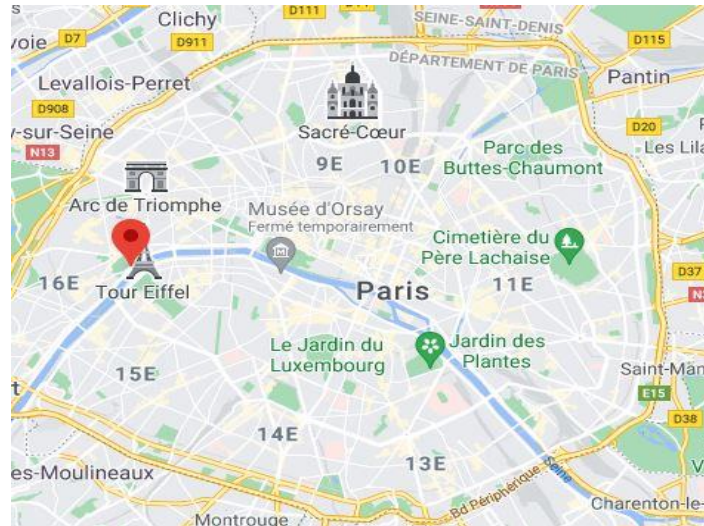 D111
Clichy
SEINE-SAINT-DENIS
voie
D7
D911
D115
DÉPARTEMENT DE PARIS
Pantin
Levallois-Perret
D908
y-sur-Seine
Sacré-Cœur
D20
N13
9E
10E
Parc des
Buttes-Chaumont
Les Lila
Arc de Triomphe
Musée d'Orsay
Fermé temporairement
Cimetière du
Père Lachaise
16E
Tour Eiffel
Paris
11E
D37
Le Jardin du
Luxembourg
Jardin des
Plantes
15E
Saint-Man
E15
14E
D38
13E
Seine
es-Moulineaux
Bd Périphérique
Charenton-le-
Montrouge